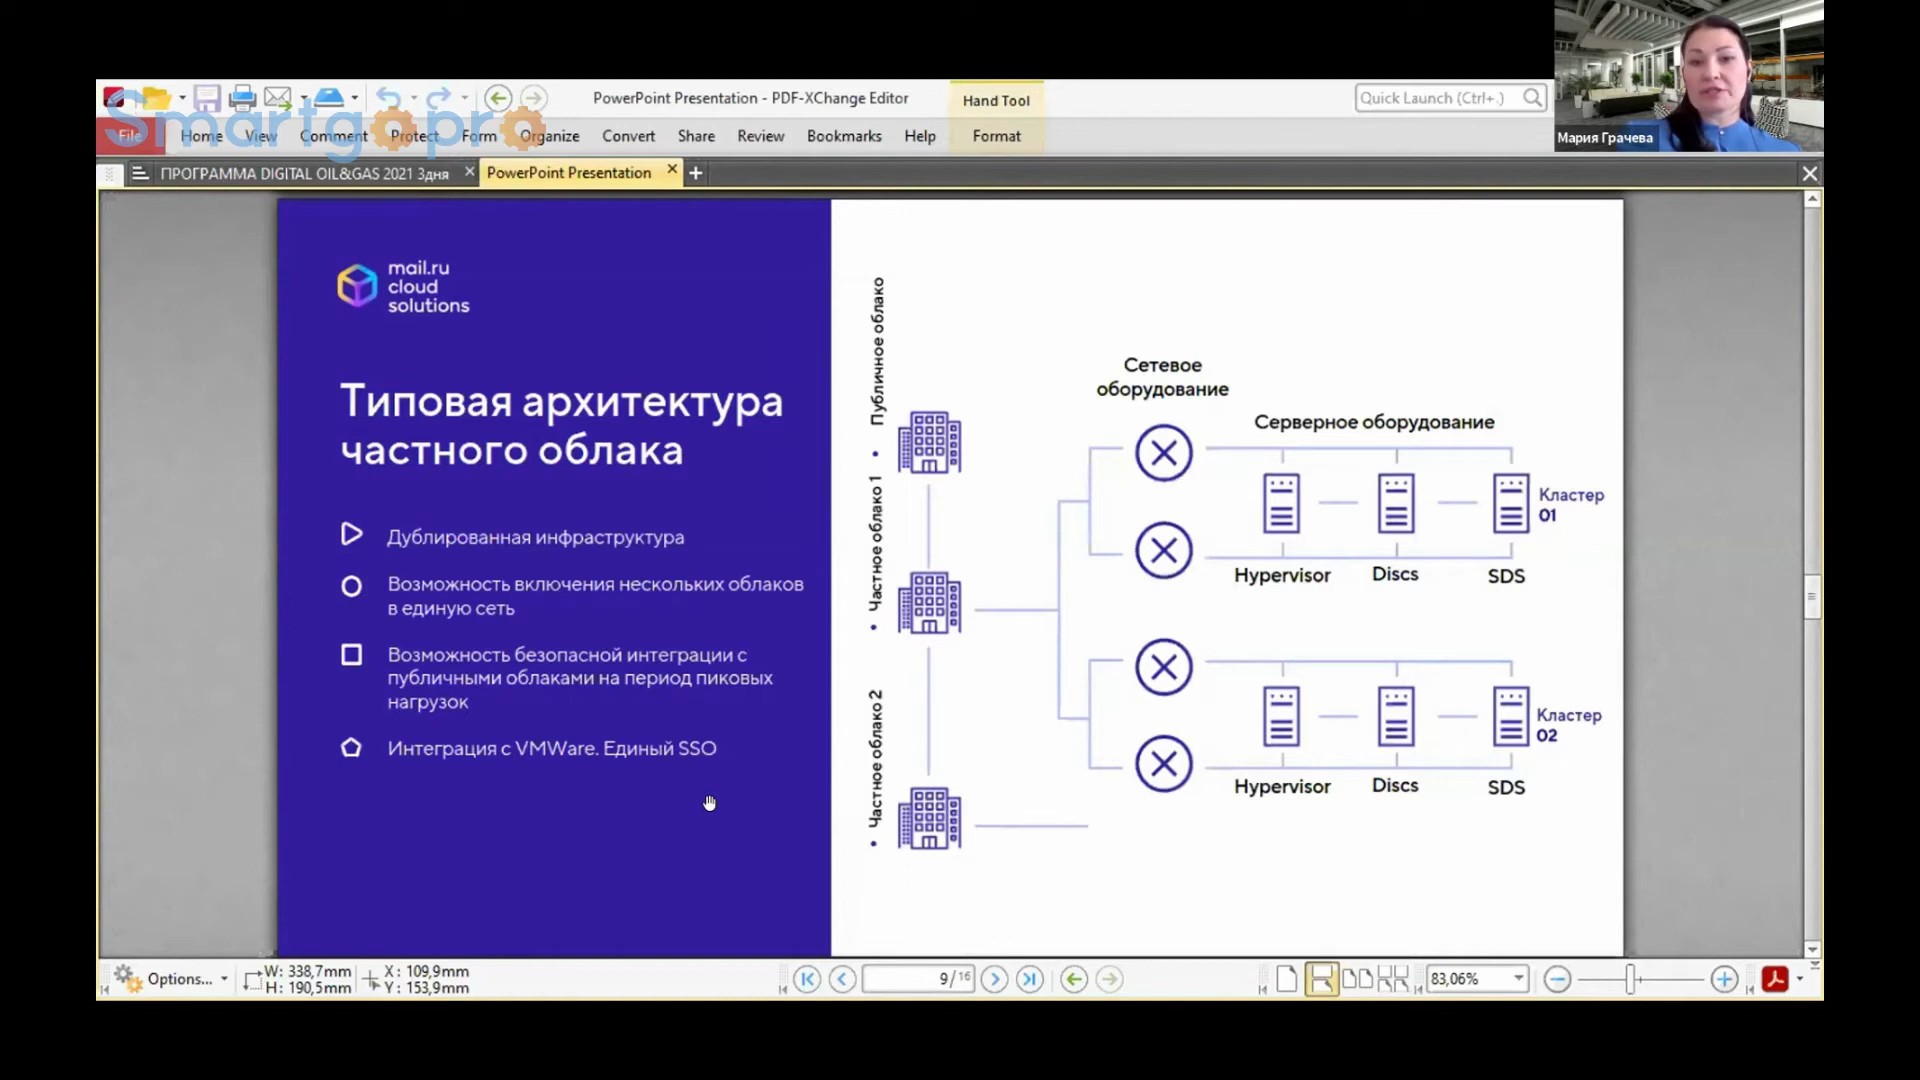 PowerPoint Presentation - PDF-XChange Editor
Hand Tool
Quick Launch (Ctrl+.)
Smartgopro
File Home View Comment Protect Form Organize Convert Share Review Bookmarks Help Format
Мария Грачева
ПРОГРАММА DIGITAL OIL&GAS 2021 3дня
PowerPoint Presentation
mail.ru
cloud
solutions
Типовая архитектура
частного облака
Дублированная инфраструктура
Возможность включения нескольких облаков
в единую сеть
Возможность безопасной интеграции с
публичными облаками на период пиковых
нагрузок
Интеграция с VMWare. Единый SSO
• Публичное облако
• Частное облако 1
• Частное облако 2
Сетевое
оборудование
Серверное оборудование
Кластер
01
Hypervisor
Discs
SDS
Кластер
02
Hypervisor
Discs
SDS
Options...
W: 338,7mm
H: 190,5mm
X: 109,9mm
Y: 153,9mm
9/16
83,06%